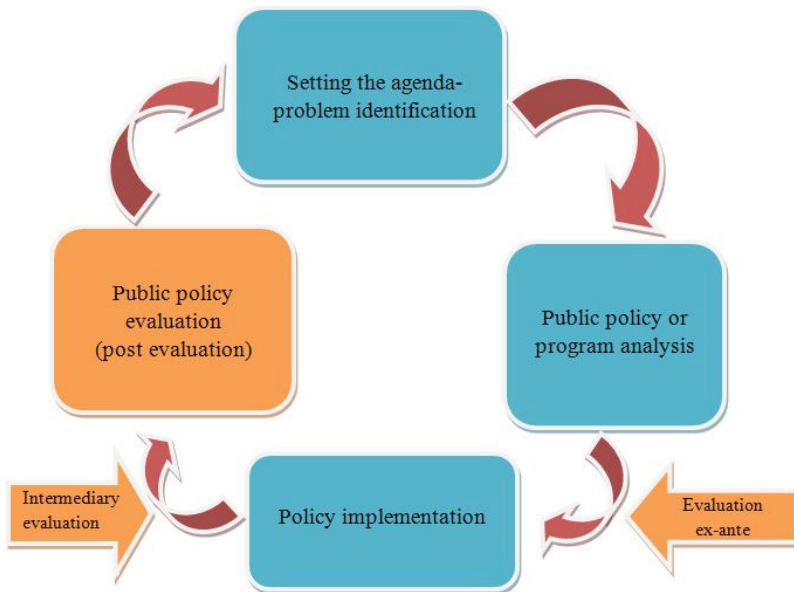 Setting the agenda-
problem identification
Public policy
evaluation
(post evaluation)
Public policy or
program analysis
Intermediary
evaluation
Policy implementation
Evaluation
ex-ante